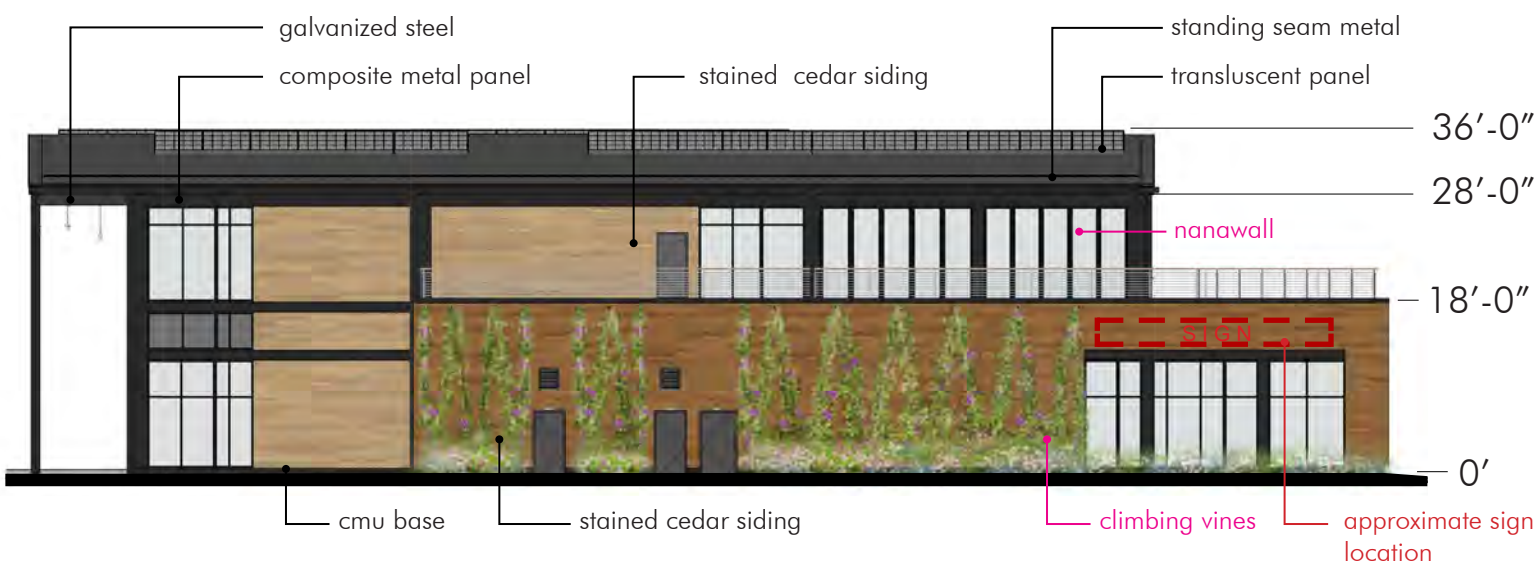 galvanized steel
standing seam metal
composite metal panel
stained cedar siding
transluscent panel
36'-0"
28'-0"
nanawall
18'-0"
SIGN
0'
cmu base
stained cedar siding
climbing vines
approximate sign
location